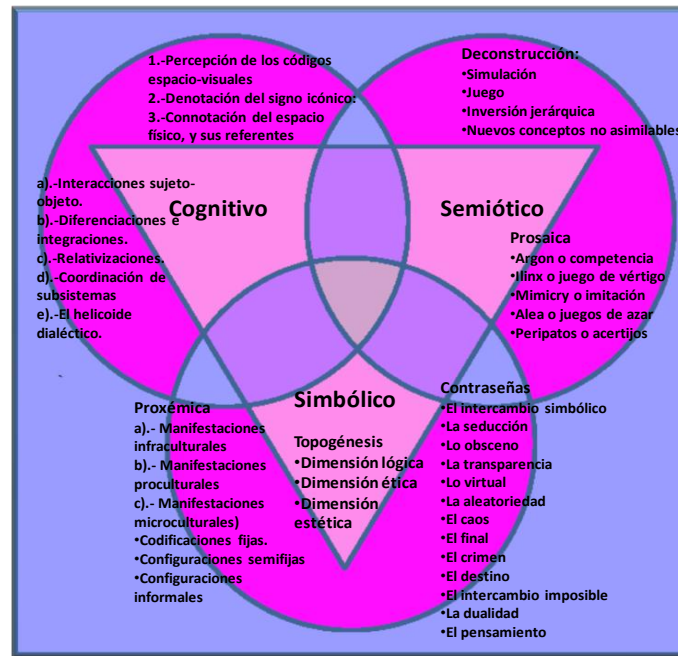 1.-Percepción de los códigos
espacio-visuales
2.-Denotación del signo icónico:
3.-Connotación del espacio
físico, y sus referentes
Deconstrucción:
•Simulación
•Juego
•Inversión jerárquica
•Nuevos conceptos no asimilables
a).-Interacciones sujeto-
objeto.
b).-Diferenciaciones e
integraciones.
c).-Relativizaciones.
d).-Coordinación de
subsistemas
e).-El helicoide
dialéctico.
Cognitivo
Semiótico
Prosaica
•Argon o competencia
•Ilinx o juego de vértigo
•Mimicry o imitación
•Alea o juegos de azar
•Peripatos o acertijos
Proxémica
a).- Manifestaciones
infraculturales
b).- Manifestaciones
proculturales
c).- Manifestaciones
microculturales)
•Codificaciones fijas.
•Configuraciones semifijas
•Configuraciones
informales
Simbólico
Topogénesis
•Dimensión lógica
•Dimensión ética
•Dimensión
estética
Contraseñas
•El intercambio simbólico
•La seducción
•Lo obsceno
•La transparencia
•Lo virtual
•La aleatoriedad
•El caos
•El final
•El crimen
•El destino
•El intercambio imposible
•La dualidad
•El pensamiento